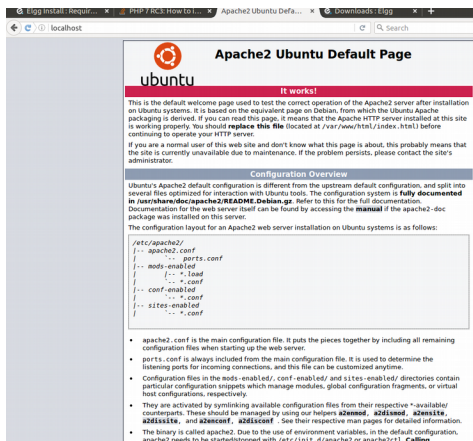 Elgg Install : Requir...
PHP 7 RC3: How to I...
Apache2 Ubuntu Defa...
Downloads : Elgg
localhost
Search
Apache2 Ubuntu Default Page
ubuntu
It works!
This is the default welcome page used to test the correct operation of the Apache2 server after installation
on Ubuntu systems. It is based on the equivalent page on Debian, from which the Ubuntu Apache
packaging is derived. If you can read this page, it means that the Apache HTTP server installed at this site
is working properly. You should replace this file (located at /var/www/html/index.html) before
continuing to operate your HTTP server.
If you are a normal user of this web site and don't know what this page is about, this probably means that
the site is currently unavailable due to maintenance. If the problem persists, please contact the site's
administrator.
Configuration Overview
Ubuntu's Apache2 default configuration is different from the upstream default configuration, and split into
several files optimized for interaction with Ubuntu tools. The configuration system is fully documented
in /usr/share/doc/apache2/README.Debian.gz. Refer to this for the full documentation.
Documentation for the web server itself can be found by accessing the manual if the apache2-doc
package was installed on this server.
The configuration layout for an Apache2 web server installation on Ubuntu systems is as follows:
/etc/apache2/
|-- apache2.conf
|       `--  ports.conf
|-- mods-enabled
|       |-- *.load
|       `-- *.conf
|-- conf-enabled
|       `-- *.conf
|-- sites-enabled
|       `-- *.conf
• apache2.conf is the main configuration file. It puts the pieces together by including all remaining
configuration files when starting up the web server.
• ports.conf is always included from the main configuration file. It is used to determine the
listening ports for incoming connections, and this file can be customized anytime.
• Configuration files in the mods-enabled/, conf-enabled/ and sites-enabled/ directories contain
particular configuration snippets which manage modules, global configuration fragments, or virtual
host configurations, respectively.
• They are activated by symlinking available configuration files from their respective *-available/
counterparts. These should be managed by using our helpers a2enmod, a2dismod, a2ensite,
a2dissite, and a2enconf, a2disconf . See their respective man pages for detailed information.
• The binary is called apache2. Due to the use of environment variables, in the default configuration,
apache2 needs to be started/stopped with /etc/init.d/apache2 or apache2ctl. Calling